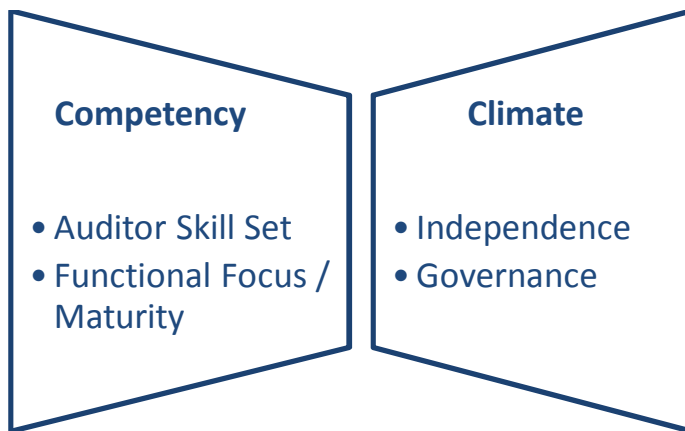 Competency
• Auditor Skill Set
• Functional Focus /
Maturity
Climate
• Independence
• Governance